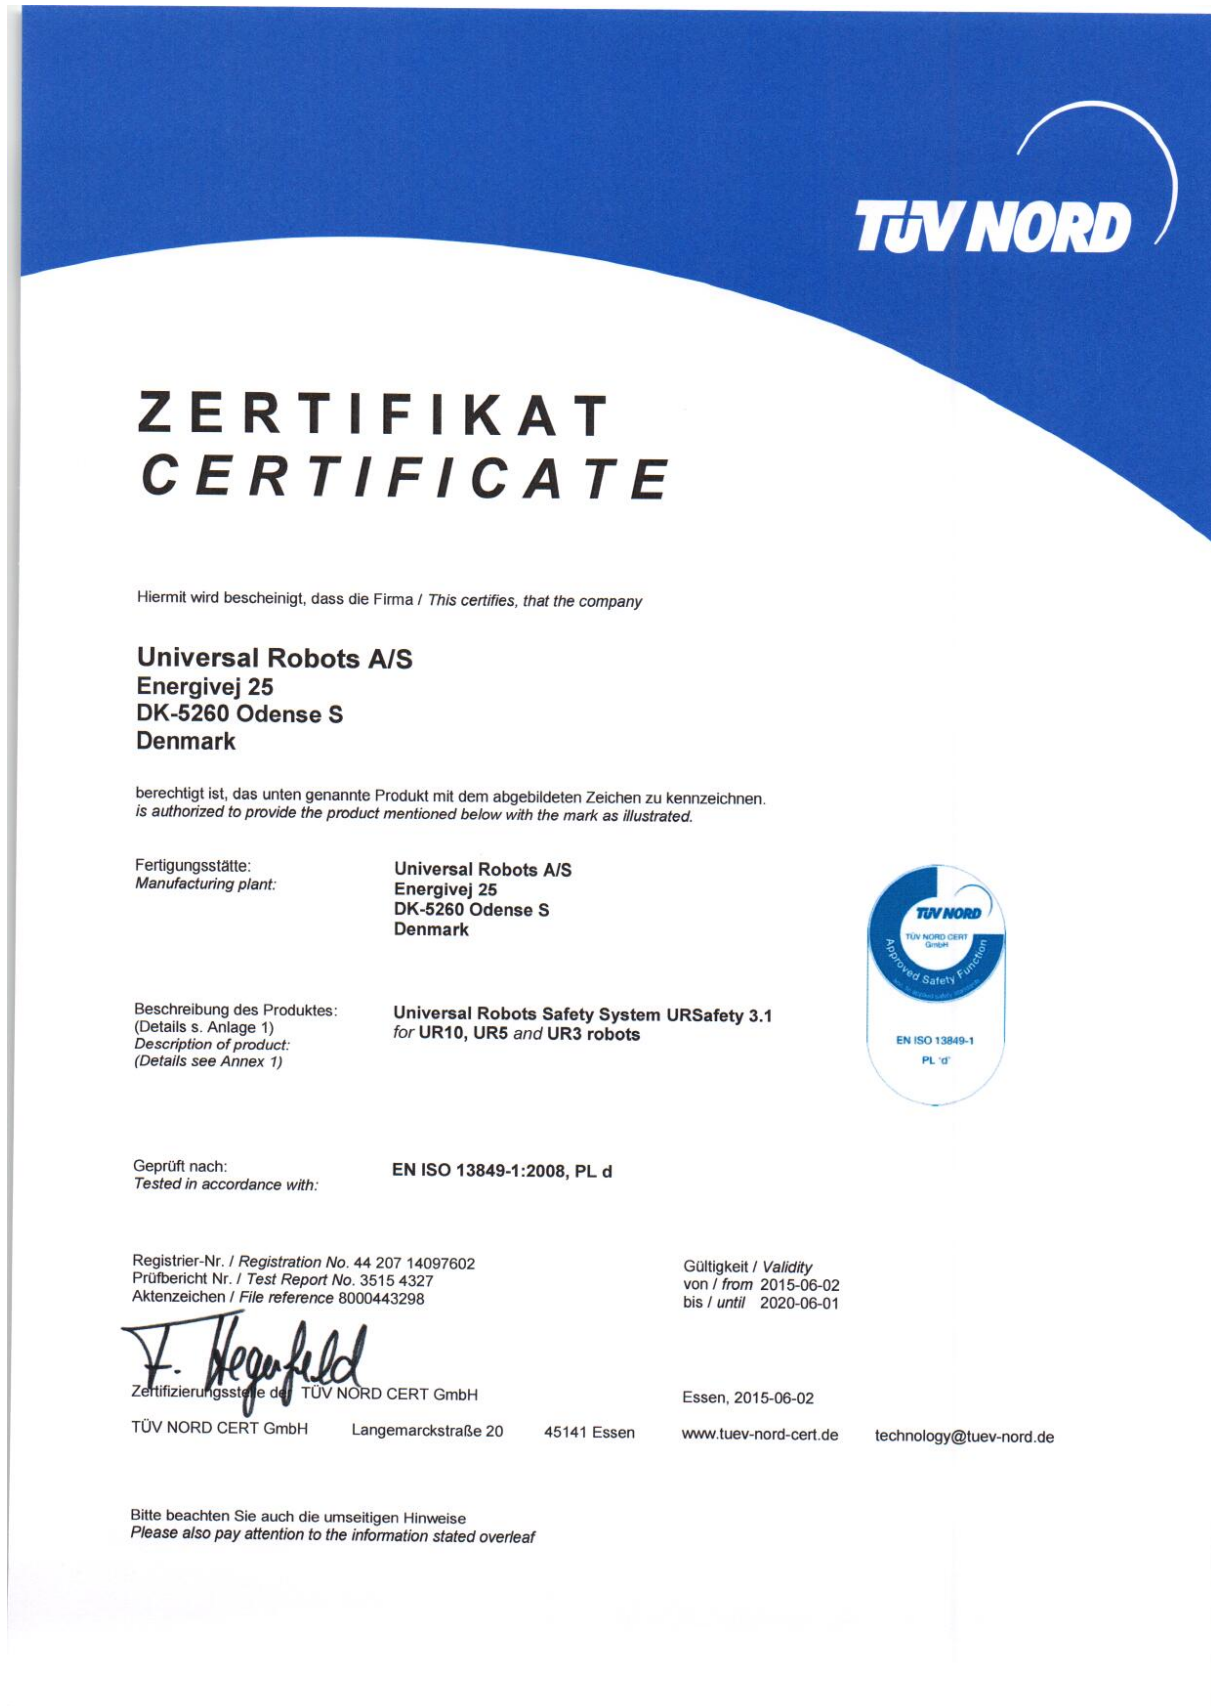 TÜV NORD
ZERTIFIKAT
CERTIFICATE
Hiermit wird bescheinigt, dass die Firma / This certifies, that the company
Universal Robots A/S
Energivej 25
DK-5260 Odense S
Denmark
berechtigt ist, das unten genannte Produkt mit dem abgebildeten Zeichen zu kennzeichnen.
is authorized to provide the product mentioned below with the mark as illustrated.
Fertigungsstätte:
Manufacturing plant:
Universal Robots A/S
Energivej 25
DK-5260 Odense S
Denmark
TÜV NORD
TÜV NORD CERT
GmbH
Approved Safety Function
EN ISO 13849-1
PL 'd'
Beschreibung des Produktes:
(Details s. Anlage 1)
Description of product:
(Details see Annex 1)
Universal Robots Safety System URSafety 3.1
for UR10, UR5 and UR3 robots
Geprüft nach:
Tested in accordance with:
EN ISO 13849-1:2008, PL d
Registrier-Nr. / Registration No. 44 207 14097602
Prüfbericht Nr. / Test Report No. 3515 4327
Aktenzeichen / File reference 8000443298
Gültigkeit / Validity
von / from 2015-06-02
bis / until 2020-06-01
F. Hegenfeld
Zertifizierungsstelle der TÜV NORD CERT GmbH
Essen, 2015-06-02
TÜV NORD CERT GmbH Langemarckstraße 20 45141 Essen www.tuev-nord-cert.de technology@tuev-nord.de
Bitte beachten Sie auch die umseitigen Hinweise
Please also pay attention to the information stated overleaf